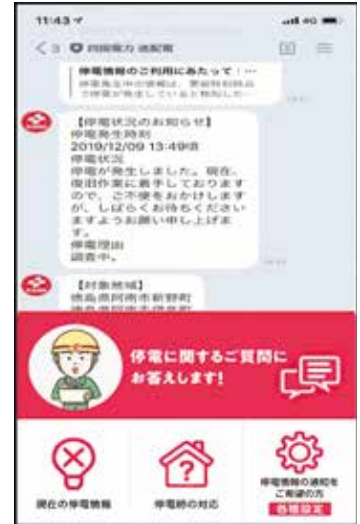 11:43
4G
< 3 四国電力 送配電
停電情報のご利用にあたって：…
【停電状況のお知らせ】
停電発生時刻
2019/12/09 13:49頃
停電状況
停電が発生しました。現在、
復旧作業に着手しております
ので、ご不便をおかけします
が、しばらくお待ちください
ますようお願い申し上げま
す。
停電理由
調査中。
【対象地域】
徳島県阿南市新野町
停電に関するご質問に
お答えします!
現在の停電情報
停電時の対応
停電情報の通知を
ご希望の方
各種設定